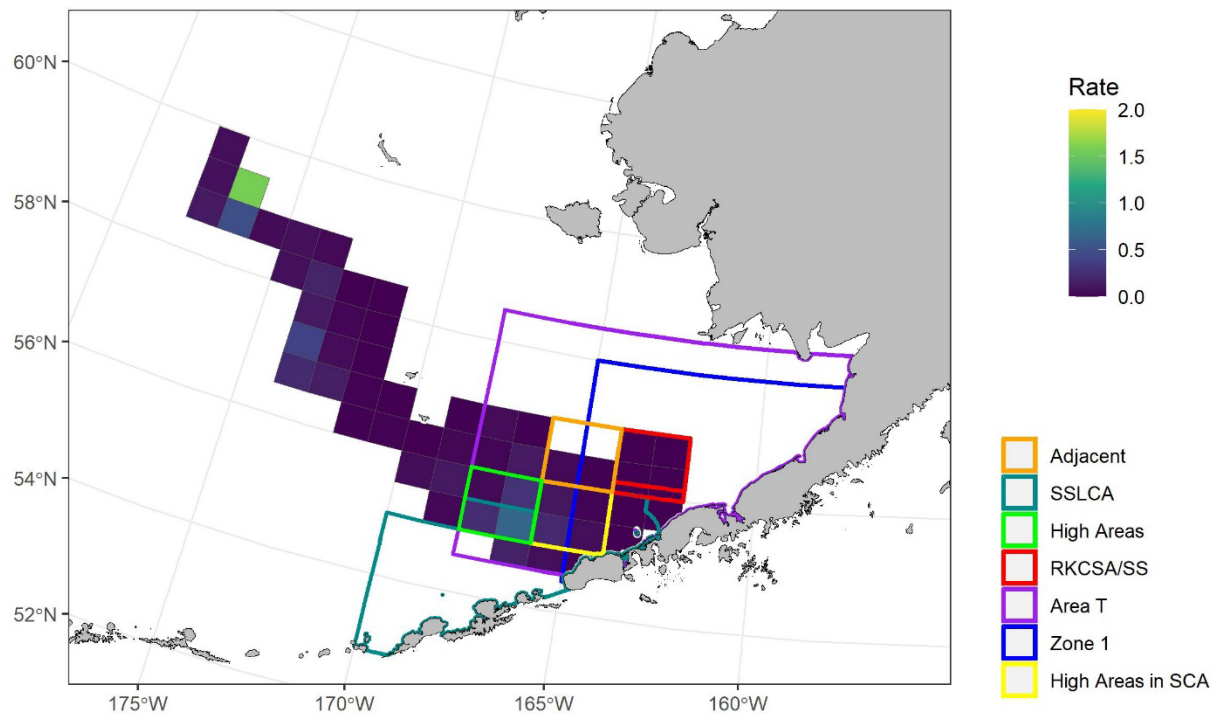 60°N
58°N
56°N
54°N
52°N
175°W
170°W
165°W
160°W
Rate
2.0
1.5
1.0
0.5
0.0
Adjacent
SSLCA
High Areas
RKCSA/SS
Area T
Zone 1
High Areas in SCA